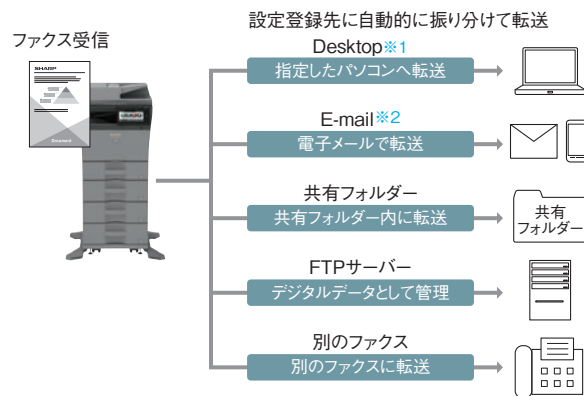 設定登録先に自動的に振り分けて転送
ファクス受信
SHARP
Document
Desktop※1
指定したパソコンへ転送
E-mail※2
電子メールで転送
共有フォルダー
共有フォルダー内に転送
共有
フォルダー
FTPサーバー
デジタルデータとして管理
別のファクス
別のファクスに転送